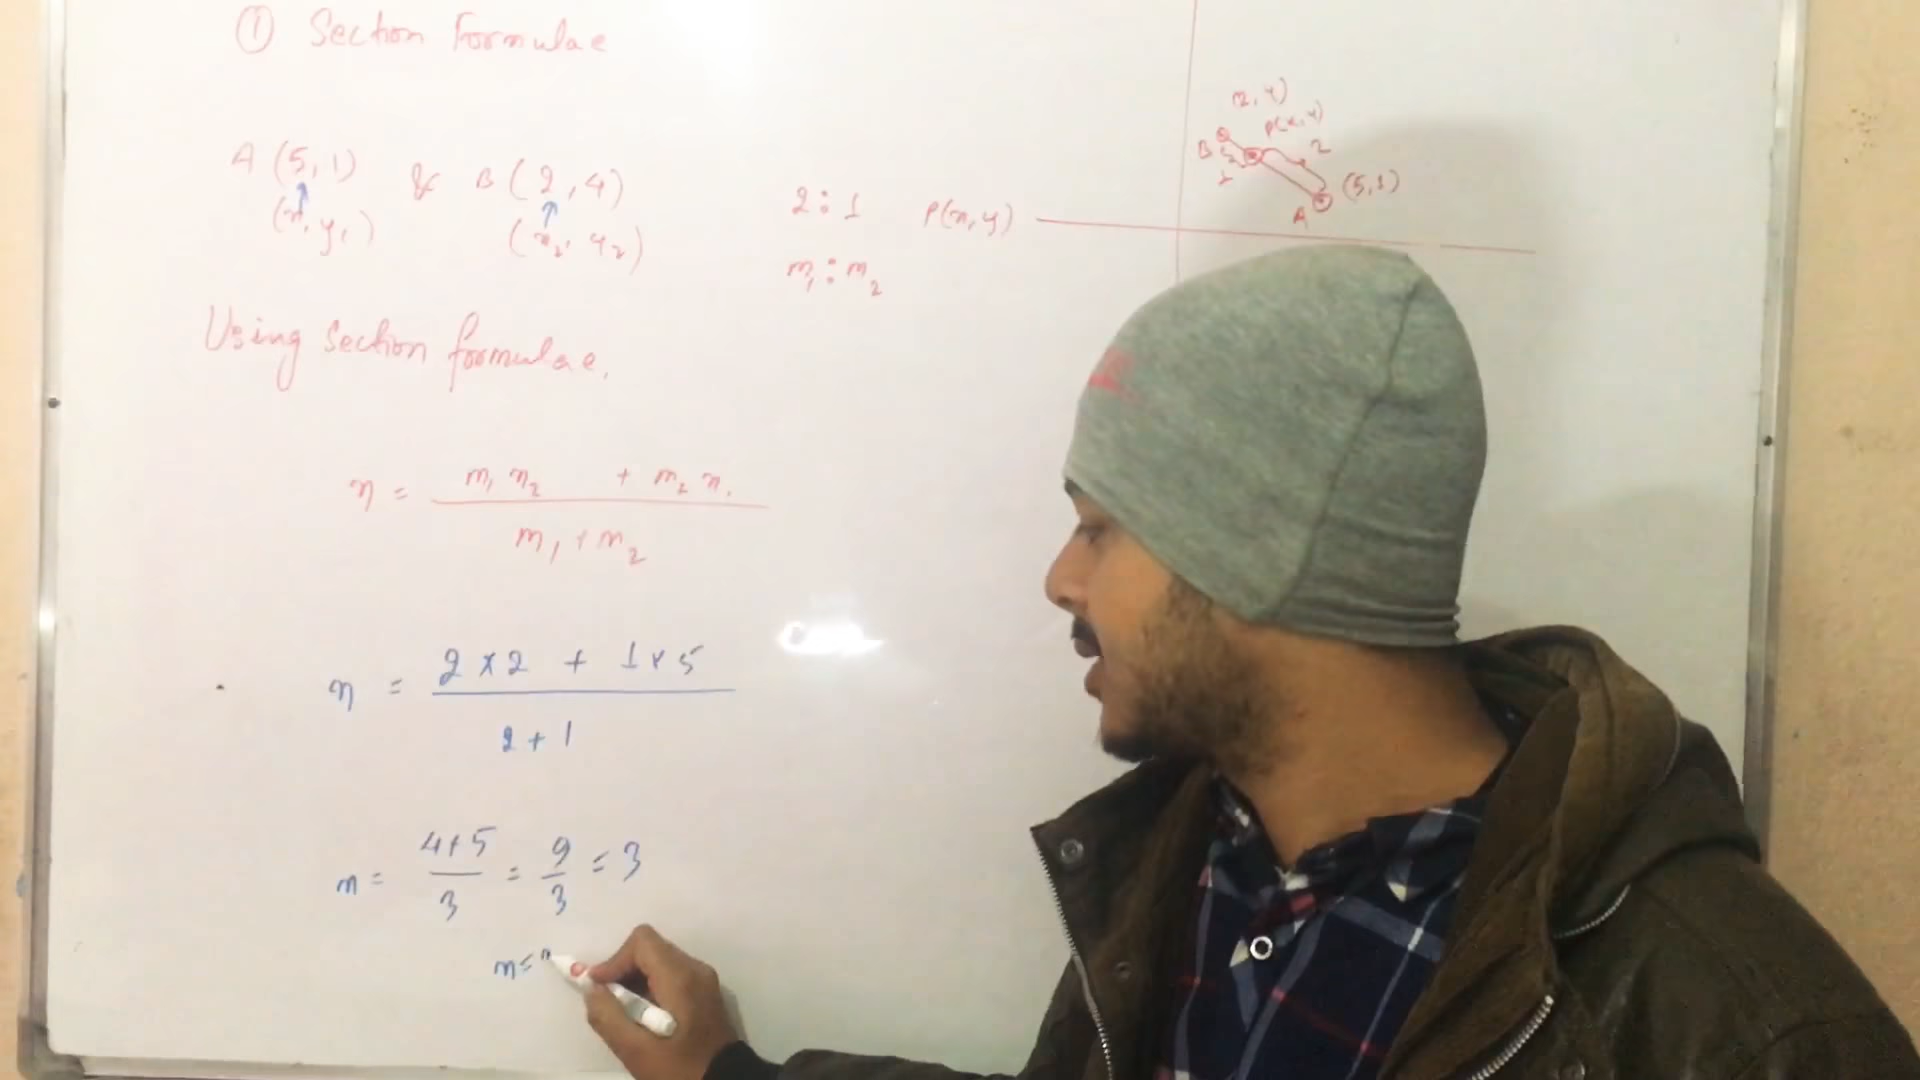 ① Section Formulae
A (5, 1) & B (2, 4)
(x, y₁) (x₂, y₂)
2 : 1 P(x, y)
m₁ : m₂
P(x, y)
B
2
1
(5, 1)
A
Using Section formulae.
x = m₁ x₂ + m₂ x₁ / m₁ + m₂
x = 2 × 2 + 1 × 5 / 2 + 1
x = 4+5 / 3 = 9 / 3 = 3
x =